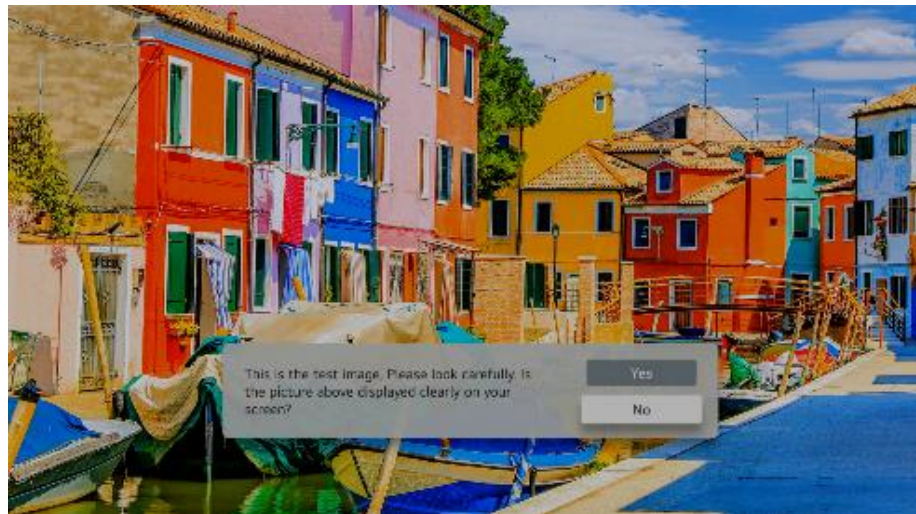 This is the test image. Please look carefully. Is
the picture above displayed clearly on your
screen?
Yes
No